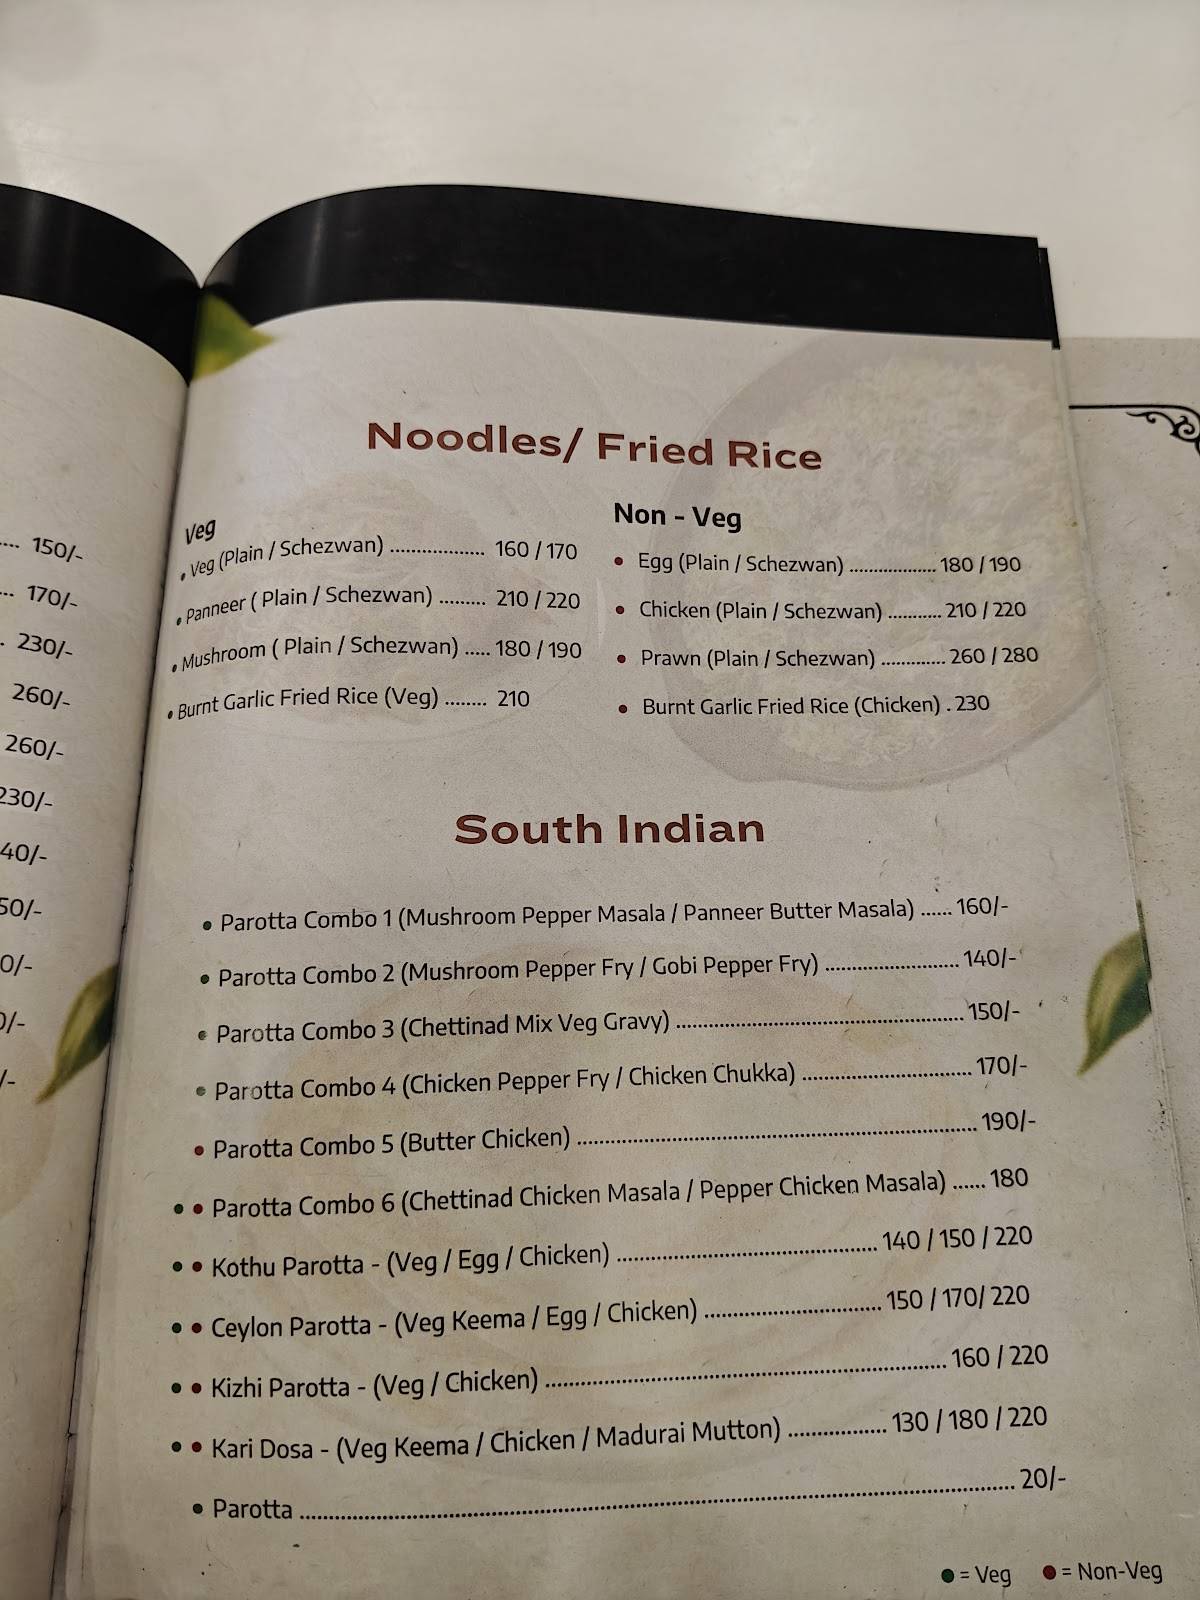 .... 150/-
... 170/-
. 230/-
260/-
260/-
230/-
40/-
50/-
0/-
0/-
/-
Noodles/ Fried Rice
Veg
• Veg (Plain / Schezwan) .................. 160 / 170
• Panneer ( Plain / Schezwan) ......... 210 / 220
• Mushroom ( Plain / Schezwan) ..... 180 / 190
• Burnt Garlic Fried Rice (Veg) ........ 210
Non - Veg
• Egg (Plain / Schezwan) ................. 180 / 190
• Chicken (Plain / Schezwan) .......... 210 / 220
• Prawn (Plain / Schezwan) ............. 260 / 280
• Burnt Garlic Fried Rice (Chicken) . 230
South Indian
• Parotta Combo 1 (Mushroom Pepper Masala / Panneer Butter Masala) ...... 160/-
• Parotta Combo 2 (Mushroom Pepper Fry / Gobi Pepper Fry) .......................... 140/-
• Parotta Combo 3 (Chettinad Mix Veg Gravy) ........................................................ 150/-
• Parotta Combo 4 (Chicken Pepper Fry / Chicken Chukka) ................................. 170/-
• Parotta Combo 5 (Butter Chicken) ............................................................................. 190/-
• • Parotta Combo 6 (Chettinad Chicken Masala / Pepper Chicken Masala) ...... 180
• • Kothu Parotta - (Veg / Egg / Chicken) .................................................. 140 / 150 / 220
• • Ceylon Parotta - (Veg Keema / Egg / Chicken) .................................. 150 / 170/ 220
• • Kizhi Parotta - (Veg / Chicken) .............................................................................. 160 / 220
• • Kari Dosa - (Veg Keema / Chicken / Madurai Mutton) ................... 130 / 180 / 220
• Parotta ............................................................................................................................................ 20/-
• = Veg • = Non-Veg